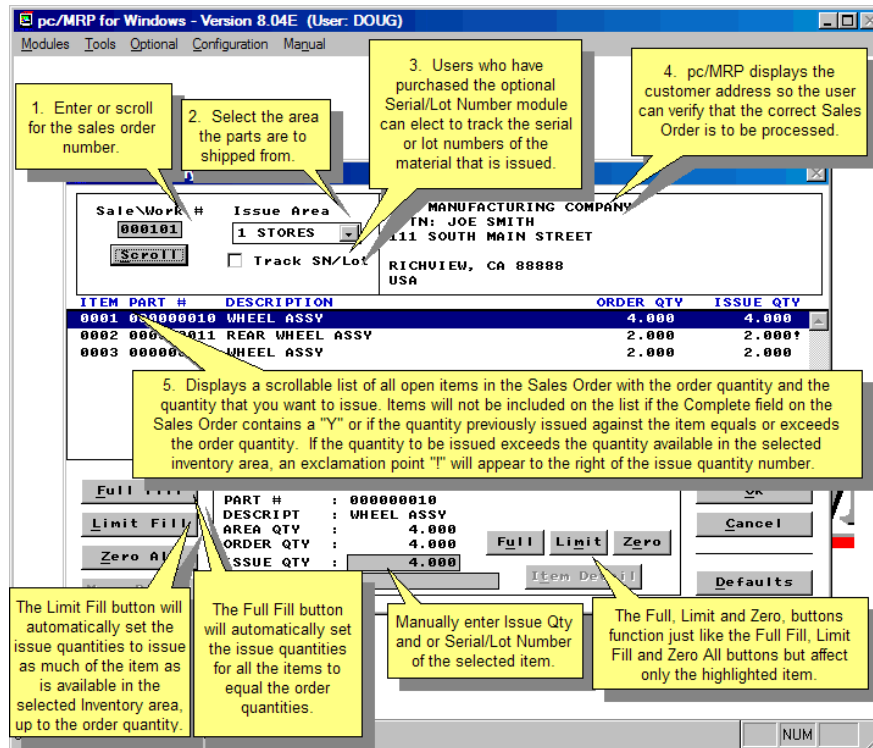 pc/MRP for Windows - Version 8.04E (User: DOUG)
Modules Tools Optional Configuration Manual
1. Enter or scroll
for the sales order
number.
2. Select the area
the parts are to
shipped from.
3. Users who have
purchased the optional
Serial/Lot Number module
can elect to track the serial
or lot numbers of the
material that is issued.
4. pc/MRP displays the
customer address so the user
can verify that the correct Sales
Order is to be processed.
Sale\Work #
000101
Scroll
Issue Area
1 STORES
Track SN/Lot
MANUFACTURING COMPANY
TN: JOE SMITH
111 SOUTH MAIN STREET
RICHVIEW, CA 88888
USA
ITEM PART # DESCRIPTION ORDER QTY ISSUE QTY
0001 000000010 WHEEL ASSY 4.000 4.000
0002 000000011 REAR WHEEL ASSY 2.000 2.000!
0003 000000 WHEEL ASSY 2.000 2.000
5. Displays a scrollable list of all open items in the Sales Order with the order quantity and the
quantity that you want to issue. Items will not be included on the list if the Complete field on the
Sales Order contains a "Y" or if the quantity previously issued against the item equals or exceeds
the order quantity. If the quantity to be issued exceeds the quantity available in the selected
inventory area, an exclamation point "!" will appear to the right of the issue quantity number.
Full Fill
Limit Fill
Zero Al
PART # : 000000010
DESCRIPT : WHEEL ASSY
AREA QTY : 4.000
ORDER QTY : 4.000
ISSUE QTY : 4.000
Full Limit Zero
Item Detail
OK
Cancel
Defaults
The Limit Fill button will
automatically set the
issue quantities to issue
as much of the item as
is available in the
selected Inventory area,
up to the order quantity.
The Full Fill button
will automatically set
the issue quantities
for all the items to
equal the order
quantities.
Manually enter Issue Qty
and or Serial/Lot Number
of the selected item.
The Full, Limit and Zero, buttons
function just like the Full Fill, Limit
Fill and Zero All buttons but affect
only the highlighted item.
NUM